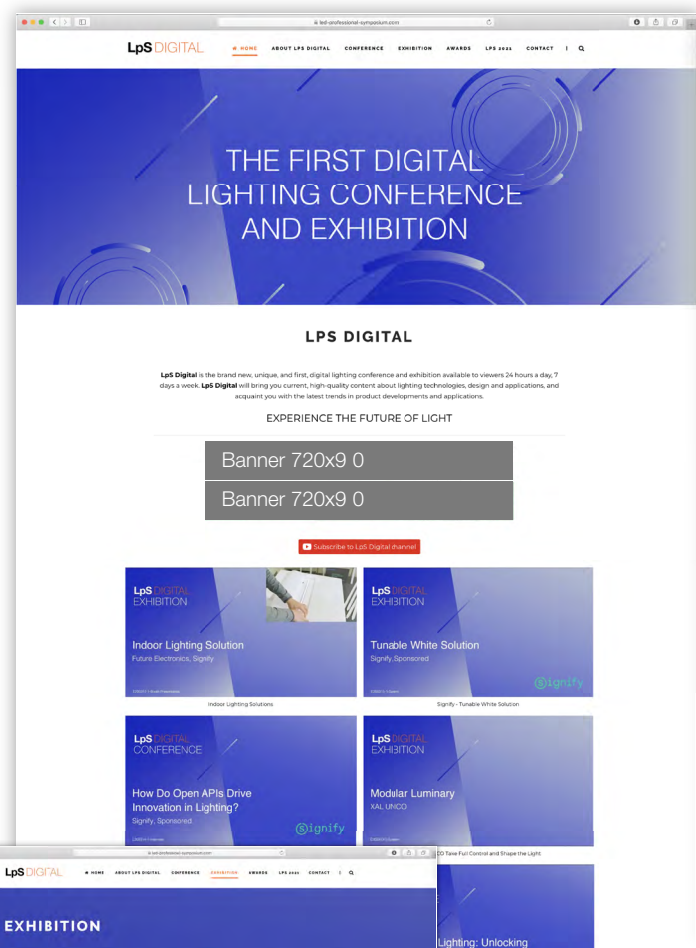 led-professional-symposium.com
LpS DIGITAL
HOME ABOUT LPS DIGITAL CONFERENCE EXHIBITION AWARDS LPS 2021 CONTACT
THE FIRST DIGITAL
LIGHTING CONFERENCE
AND EXHIBITION
LPS DIGITAL
LpS Digital is the brand new, unique, and first, digital lighting conference and exhibition available to viewers 24 hours a day, 7
days a week. LpS Digital will bring you current, high-quality content about lighting technologies, design and applications, and
acquaint you with the latest trends in product developments and applications.
EXPERIENCE THE FUTURE OF LIGHT
Banner 720x9 0
Banner 720x9 0
Subscribe to LpS Digital channel
LpS DIGITAL
EXHIBITION
Indoor Lighting Solution
Future Electronics, Signify
Indoor Lighting Solutions
LpS DIGITAL
EXHIBITION
Tunable White Solution
Signify, Sponsored
Signify
Signify - Tunable White Solution
LpS DIGITAL
CONFERENCE
How Do Open APIs Drive
Innovation in Lighting?
Signify, Sponsored
Signify
LpS DIGITAL
EXHIBITION
Modular Luminary
XAL UNCO
CO Take Full Control and Shape the Light
led-professional-symposium.com
LpS DIGITAL
HOME ABOUT LPS DIGITAL CONFERENCE EXHIBITION AWARDS LPS 2021 CONTACT
EXHIBITION
Lighting: Unlocking